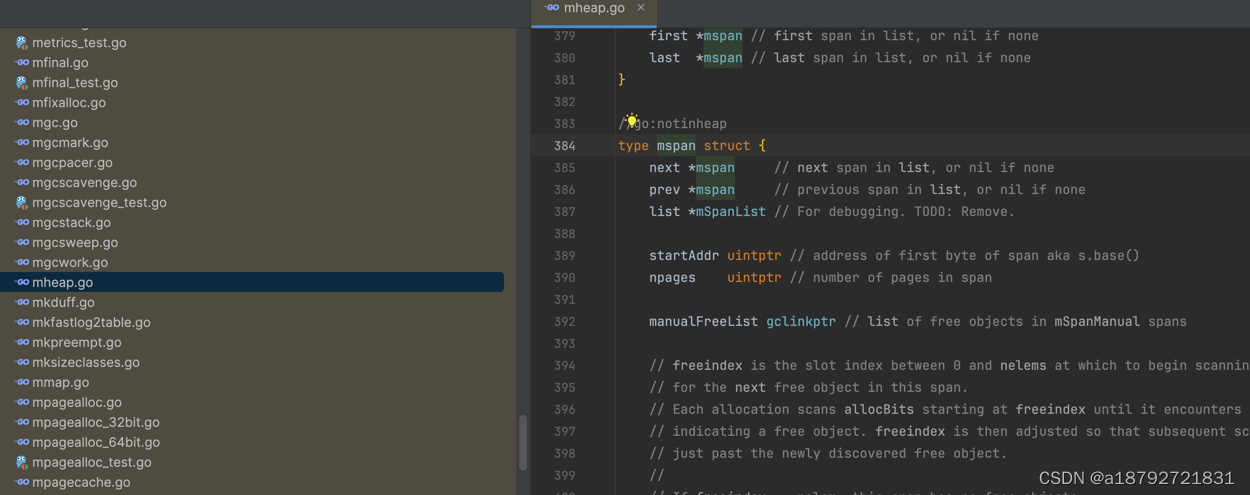 metrics_test.go
mfinal.go
mfinal_test.go
mfixalloc.go
mgc.go
mgcmark.go
mgcpacer.go
mgcscavenge.go
mgcscavenge_test.go
mgcstack.go
mgcsweep.go
mgcwork.go
mheap.go
mkduff.go
mkfastlog2table.go
mkpreempt.go
mksizeclasses.go
mmap.go
mpagealloc.go
mpagealloc_32bit.go
mpagealloc_64bit.go
mpagealloc_test.go
mpagecache.go
mheap.go ×
379 first *mspan // first span in list, or nil if none
380 last *mspan // last span in list, or nil if none
381 }
382
383 //go:notinheap
384 type mspan struct {
385 next *mspan // next span in list, or nil if none
386 prev *mspan // previous span in list, or nil if none
387 list *mSpanList // For debugging. TODO: Remove.
388
389 startAddr uintptr // address of first byte of span aka s.base()
390 npages uintptr // number of pages in span
391
392 manualFreeList gclinkptr // list of free objects in mSpanManual spans
393
394 // freeindex is the slot index between 0 and nelems at which to begin scannin
395 // for the next free object in this span.
396 // Each allocation scans allocBits starting at freeindex until it encounters
397 // indicating a free object. freeindex is then adjusted so that subsequent sc
398 // just past the newly discovered free object.
399 //
CSDN @a18792721831